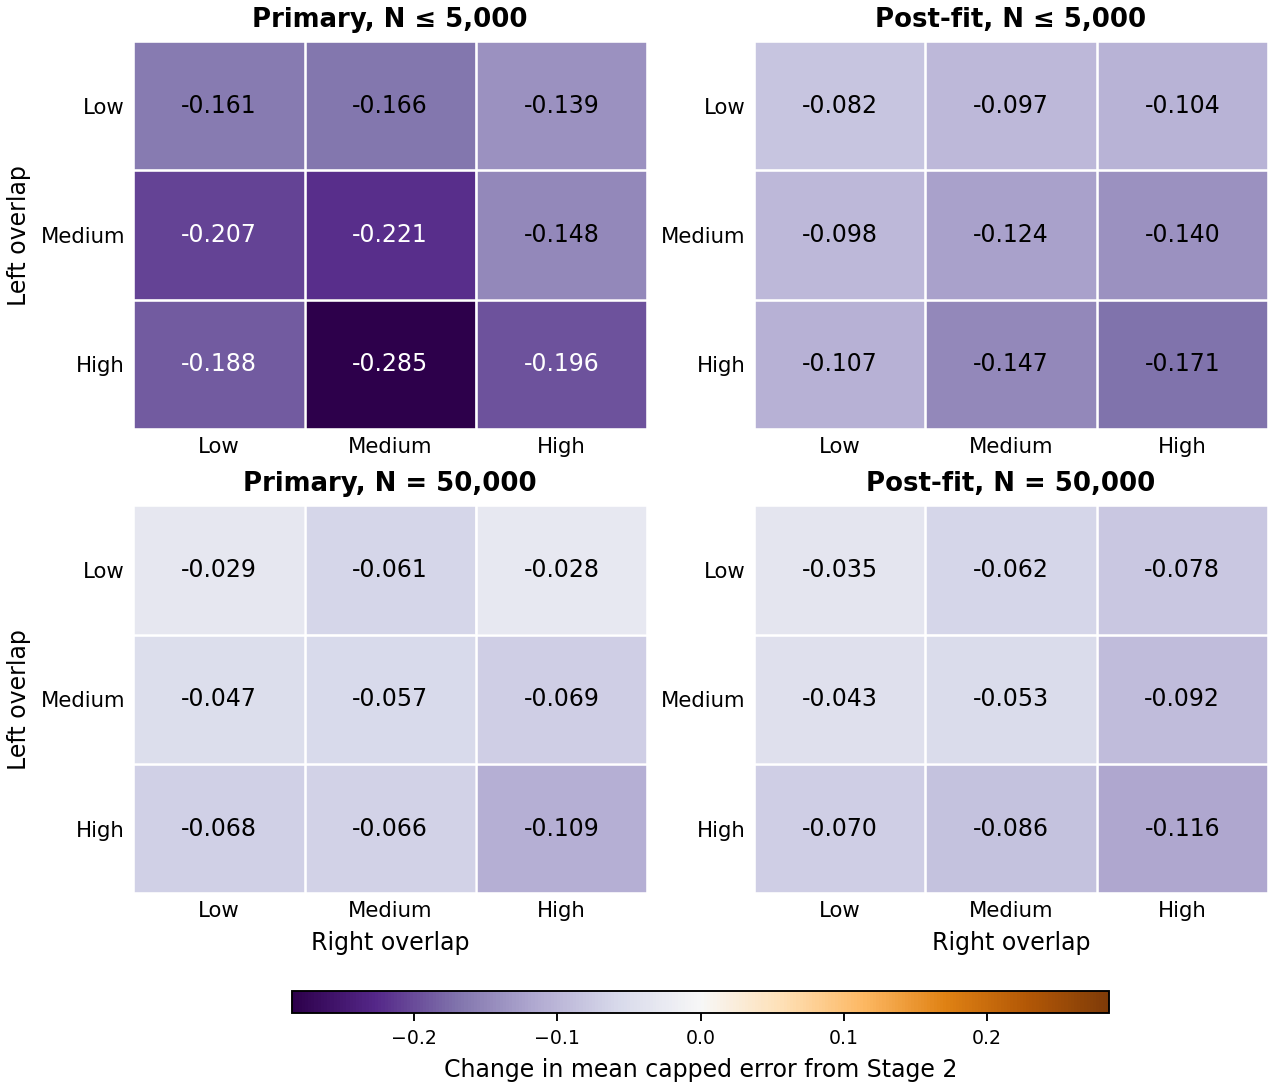 Primary, N ≤ 5,000
Post-fit, N ≤ 5,000
Left overlap
Low -0.161 -0.166 -0.139
Medium -0.207 -0.221 -0.148
High -0.188 -0.285 -0.196
Low Medium High
Low -0.082 -0.097 -0.104
Medium -0.098 -0.124 -0.140
High -0.107 -0.147 -0.171
Low Medium High
Primary, N = 50,000
Post-fit, N = 50,000
Left overlap
Low -0.029 -0.061 -0.028
Medium -0.047 -0.057 -0.069
High -0.068 -0.066 -0.109
Low Medium High
Right overlap
Low -0.035 -0.062 -0.078
Medium -0.043 -0.053 -0.092
High -0.070 -0.086 -0.116
Low Medium High
Right overlap
−0.2 −0.1 0.0 0.1 0.2
Change in mean capped error from Stage 2